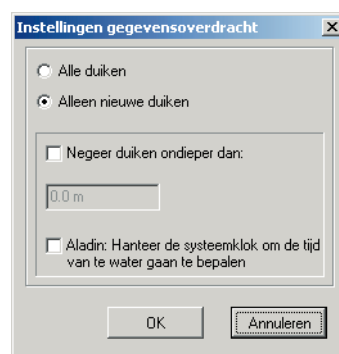 Instellingen gegevensoverdracht
Alle duiken
Alleen nieuwe duiken
Negeer duiken ondieper dan:
0.0 m
Aladin: Hanteer de systeemklok om de tijd
van te water gaan te bepalen
OK
Annuleren